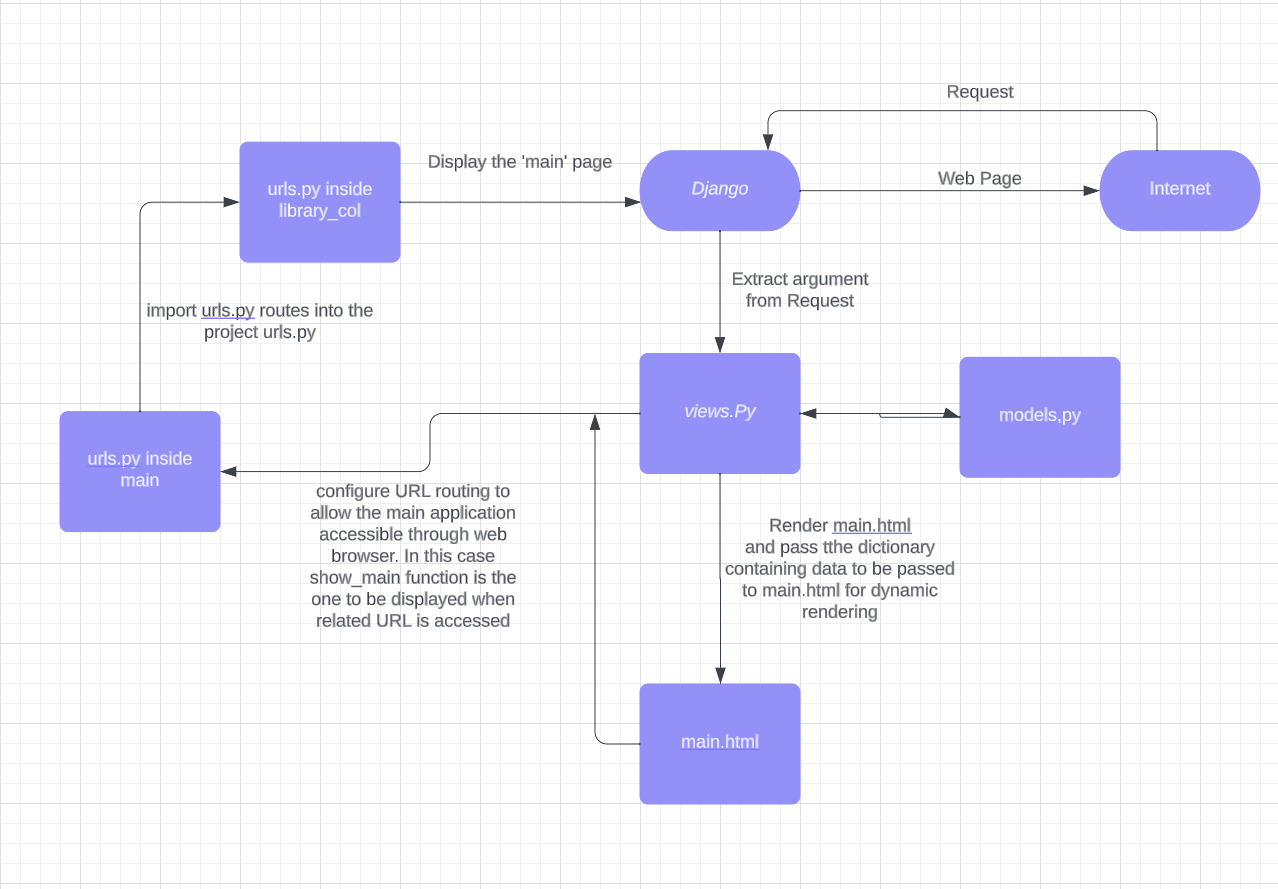 Request
Display the 'main' page
urls.py inside
library_col
Django
Web Page
Internet
Extract argument
from Request
import urls.py routes into the
project urls.py
views.Py
models,py
urls.py inside
main
configure URL routing to
allow the main application
accessible through web
browser. In this case
show_main function is the
one to be displayed when
related URL is accessed
Render main.html
and pass tthe dictionary
containing data to be passed
to main.html for dynamic
rendering
main.html